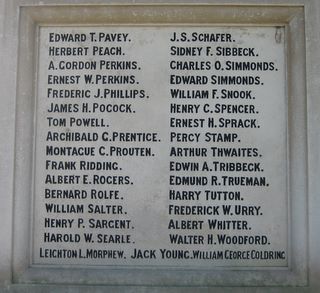 Edward T. Pavey. J. S. Schafer.
Herbert Peach. Sidney F. Sibbeck.
A. Gordon Perkins. Charles O. Simmonds.
Ernest W. Perkins. Edward Simmonds.
Frederic J. Phillips. William F. Snook.
James H. Pocock. Henry C. Spencer.
Tom Powell. Ernest H. Sprack.
Archibald G. Prentice. Percy Stamp.
Montague G. Prouten. Arthur Thwaites.
Frank Ridding. Edwin A. Tribbeck.
Albert E. Rogers. Edmund R. Trueman.
Bernard Rolfe. Harry Tutton.
William Salter. Frederick W. Urry.
Henry P. Sargent. Albert Whitter.
Harold W. Searle. Walter H. Woodford.
Leighton L. Morphew. Jack Young. William George Goldring